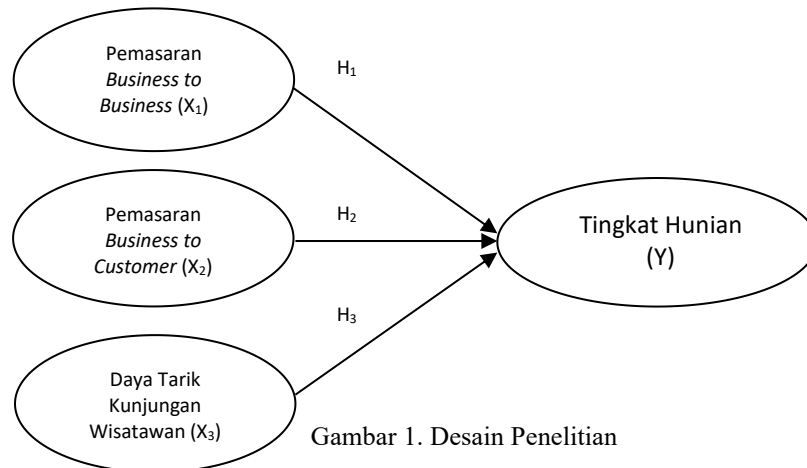 Pemasaran
Business to
Business (X₁)
H₁
Pemasaran
Business to
Customer (X₂)
H₂
Tingkat Hunian
(Y)
H₃
Daya Tarik
Kunjungan
Wisatawan (X₃)
Gambar 1. Desain Penelitian